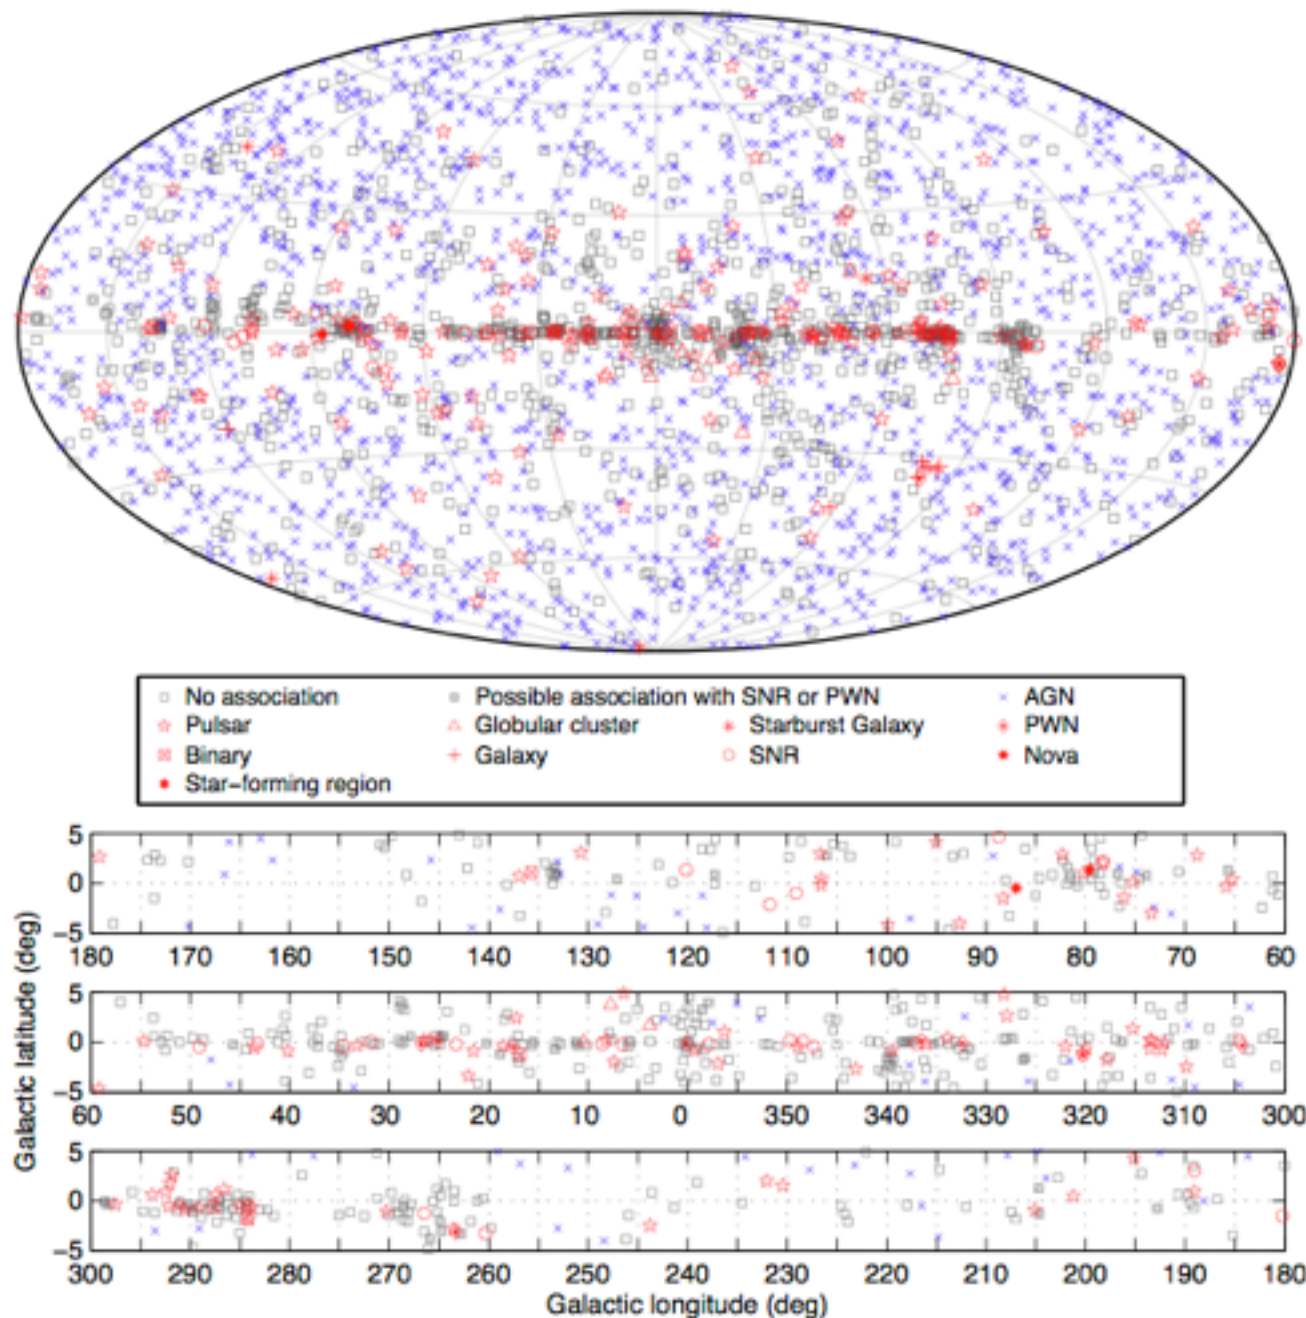 No association Possible association with SNR or PWN AGN
Pulsar Globular cluster Starburst Galaxy PWN
Binary Galaxy SNR Nova
Star-forming region
5
0
-5
180 170 160 150 140 130 120 110 100 90 80 70 60
5
0
-5
60 50 40 30 20 10 0 350 340 330 320 310 300
5
0
-5
300 290 280 270 260 250 240 230 220 210 200 190 180
Galactic latitude (deg)
Galactic longitude (deg)